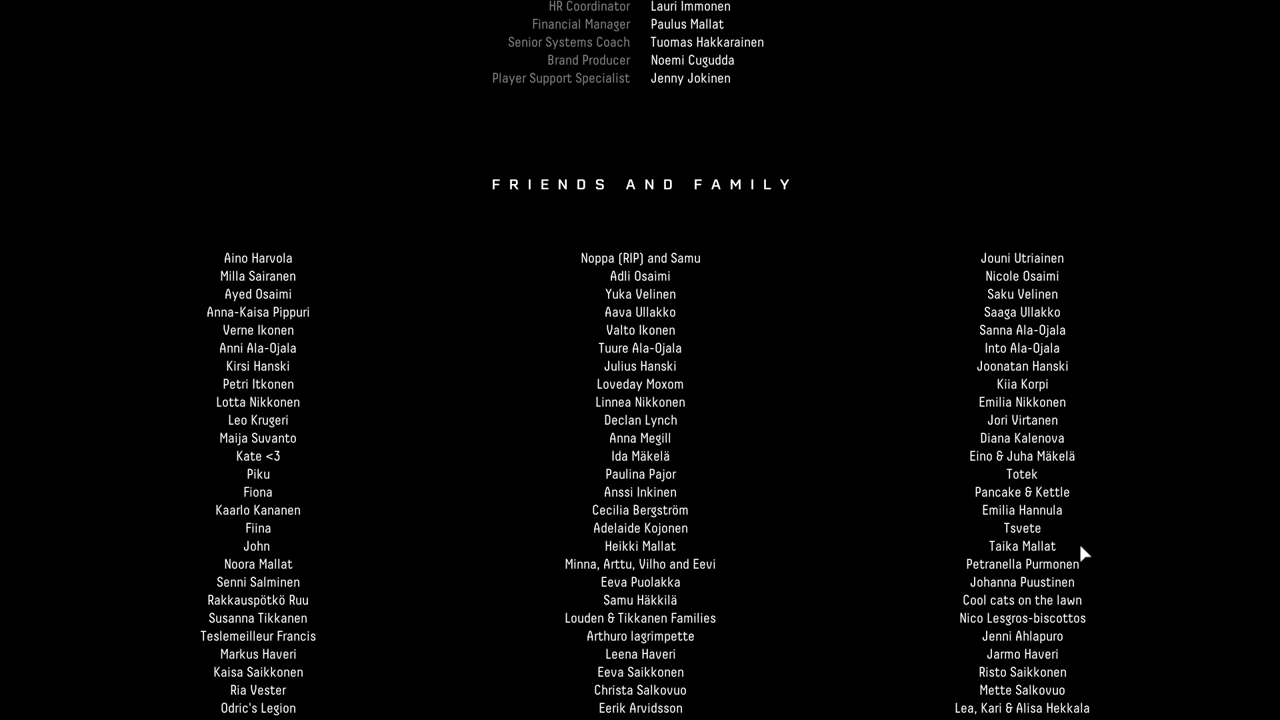 HR Coordinator Lauri Immonen
Financial Manager Paulus Mallat
Senior Systems Coach Tuomas Hakkarainen
Brand Producer Noemi Cugudda
Player Support Specialist Jenny Jokinen
FRIENDS AND FAMILY
Aino Harvola Noppa (RIP) and Samu Jouni Utriainen
Milla Sairanen Adli Osaimi Nicole Osaimi
Ayed Osaimi Yuka Velinen Saku Velinen
Anna-Kaisa Pippuri Aava Ullakko Saaga Ullakko
Verne Ikonen Valto Ikonen Sanna Ala-Ojala
Anni Ala-Ojala Tuure Ala-Ojala Into Ala-Ojala
Kirsi Hanski Julius Hanski Joonatan Hanski
Petri Itkonen Loveday Moxom Kiia Korpi
Lotta Nikkonen Linnea Nikkonen Emilia Nikkonen
Leo Krugeri Declan Lynch Jori Virtanen
Maija Suvanto Anna Megill Diana Kalenova
Kate <3 Ida Mäkelä Eino & Juha Mäkelä
Piku Paulina Pajor Totek
Fiona Anssi Inkinen Pancake & Kettle
Kaarlo Kananen Cecilia Bergström Emilia Hannula
Fiina Adelaide Kojonen Tsvete
John Heikki Mallat Taika Mallat
Noora Mallat Minna, Arttu, Vilho and Eevi Petranella Purmonen
Senni Salminen Eeva Puolakka Johanna Puustinen
Rakkauspötkö Ruu Samu Häkkilä Cool cats on the lawn
Susanna Tikkanen Louden & Tikkanen Families Nico Lesgros-biscottos
Teslemeilleur Francis Arthuro lagrimpette Jenni Ahlapuro
Markus Haveri Leena Haveri Jarmo Haveri
Kaisa Saikkonen Eeva Saikkonen Risto Saikkonen
Ria Vester Christa Salkovuo Mette Salkovuo
Odric's Legion Eerik Arvidsson Lea, Kari & Alisa Hekkala